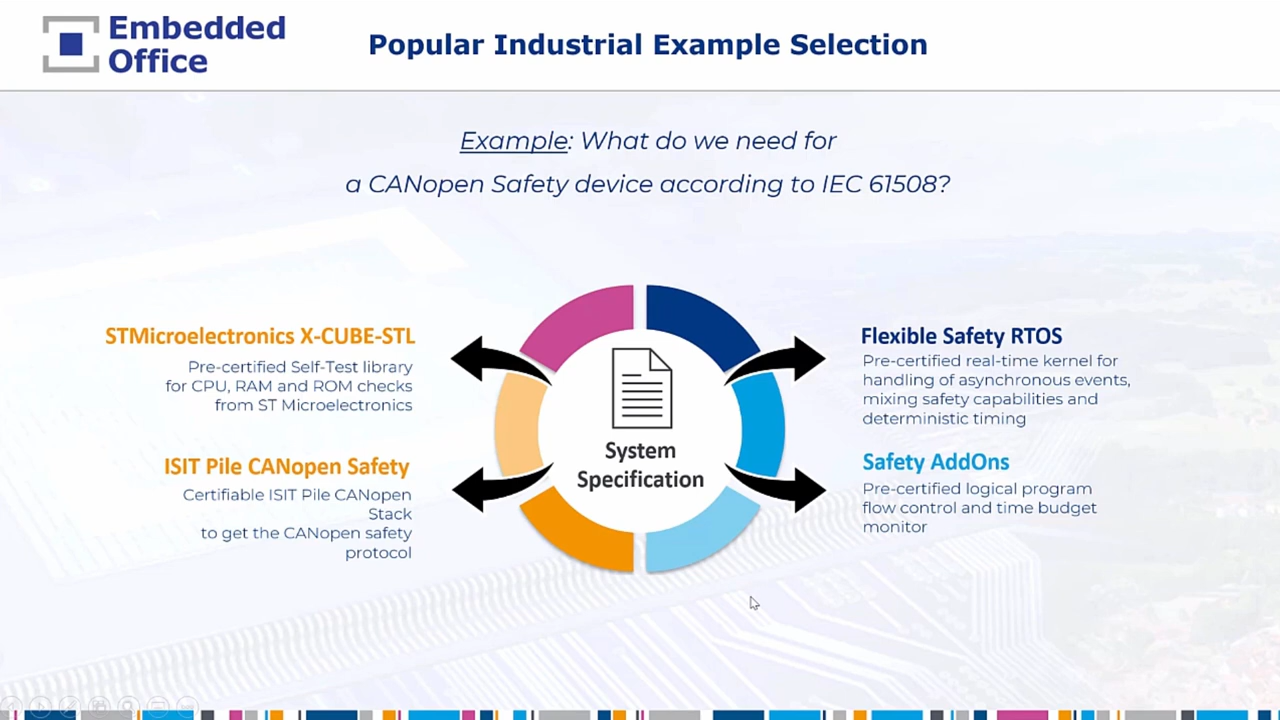 Embedded
Office
Popular Industrial Example Selection
Example: What do we need for
a CANopen Safety device according to IEC 61508?
STMicroelectronics X-CUBE-STL
Pre-certified Self-Test library
for CPU, RAM and ROM checks
from ST Microelectronics
ISIT Pile CANopen Safety
Certifiable ISIT Pile CANopen
Stack
to get the CANopen safety
protocol
System
Specification
Flexible Safety RTOS
Pre-certified real-time kernel for
handling of asynchronous events,
mixing safety capabilities and
deterministic timing
Safety AddOns
Pre-certified logical program
flow control and time budget
monitor